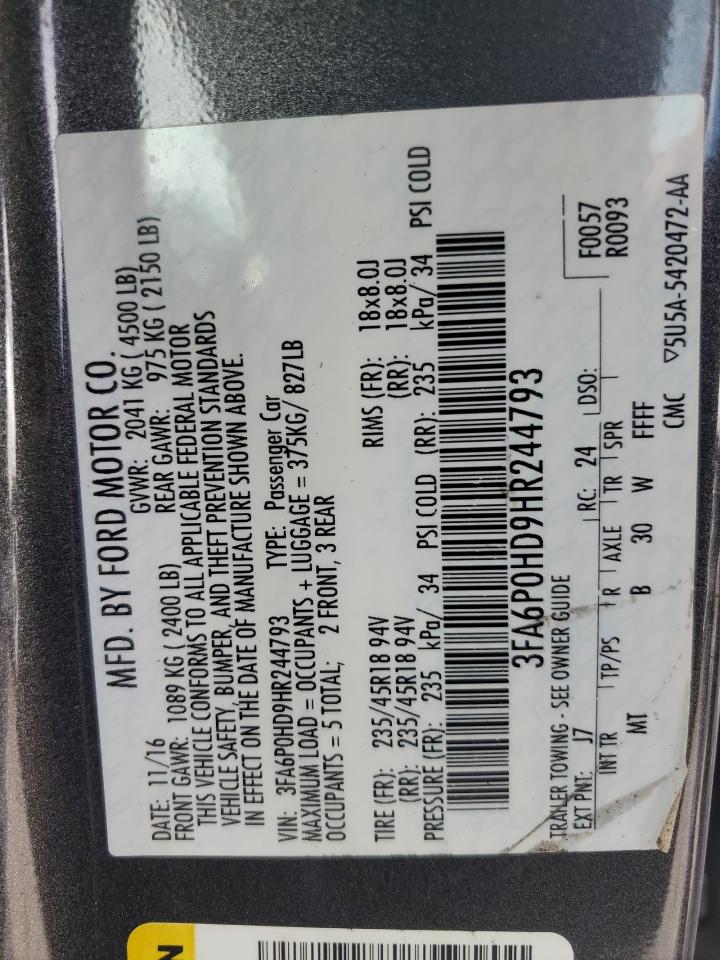 MFD. BY FORD MOTOR CO.
DATE: 11/16 GVWR: 2041 KG ( 4500 LB)
FRONT GAWR: 1089 KG ( 2400 LB) REAR GAWR: 975 KG ( 2150 LB)
THIS VEHICLE CONFORMS TO ALL APPLICABLE FEDERAL MOTOR
VEHICLE SAFETY, BUMPER, AND THEFT PREVENTION STANDARDS
IN EFFECT ON THE DATE OF MANUFACTURE SHOWN ABOVE.
VIN: 3FA6P0HD9HR244793 TYPE: Passenger Car
MAXIMUM LOAD = OCCUPANTS + LUGGAGE = 375KG/ 827LB
OCCUPANTS = 5 TOTAL; 2 FRONT, 3 REAR
TIRE (FR): 235/45R18 94V RIMS (FR): 18x8.0J
(RR): 235/45R18 94V (RR): 18x8.0J
PRESSURE (FR): 235 kPa/ 34 PSI COLD (RR): 235 kPa/ 34 PSI COLD
3FA6P0HD9HR244793
TRAILER TOWING - SEE OWNER GUIDE F0057
EXT PNT: J7 RC: 24 DSO: R0093
INT TR TP/PS R AXLE TR SPR
MT B 30 W FFFF
CMC ▽5U5A-5420472-AA
N